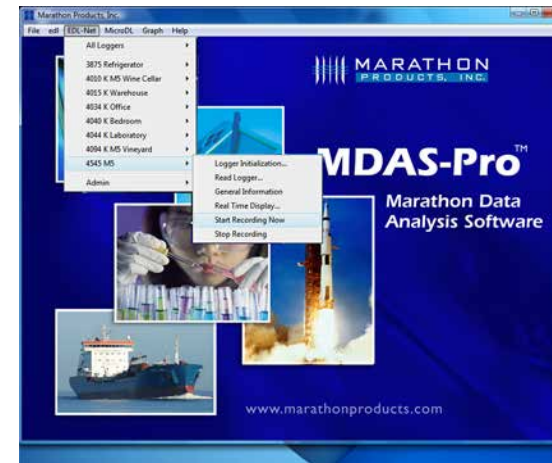 Marathon Products, Inc.
File edl EDL-Net MicroDL Graph Help
All Loggers
3875 Refrigerator
4010 K M5 Wine Cellar
4015 K Warehouse
4034 K Office
4040 K Bedroom
4044 K Laboratory
4094 K M5 Vineyard
4545 M5
Admin
Logger Initialization...
Read Logger...
General Information
Real Time Display...
Start Recording Now
Stop Recording
MARATHON
PRODUCTS, INC.
MDAS-Pro™
Marathon Data
Analysis Software
www.marathonproducts.com